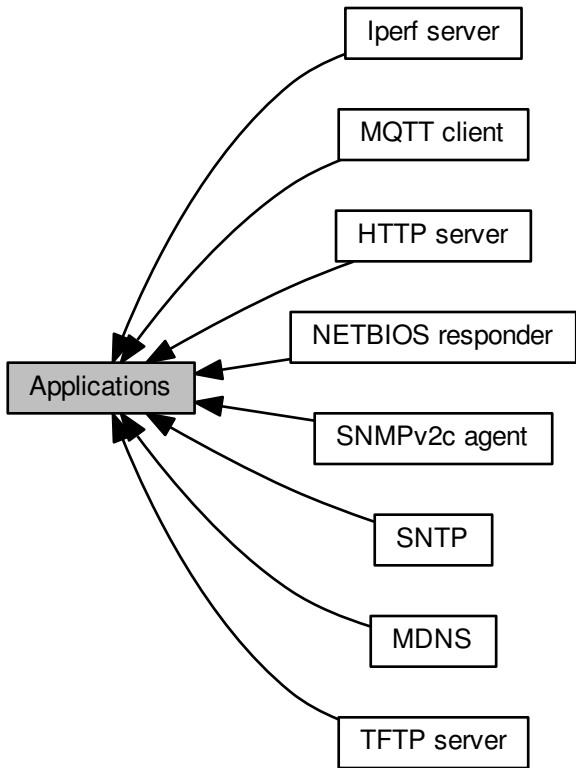 Iperf server
MQTT client
HTTP server
NETBIOS responder
Applications
SNMPv2c agent
SNTP
MDNS
TFTP server